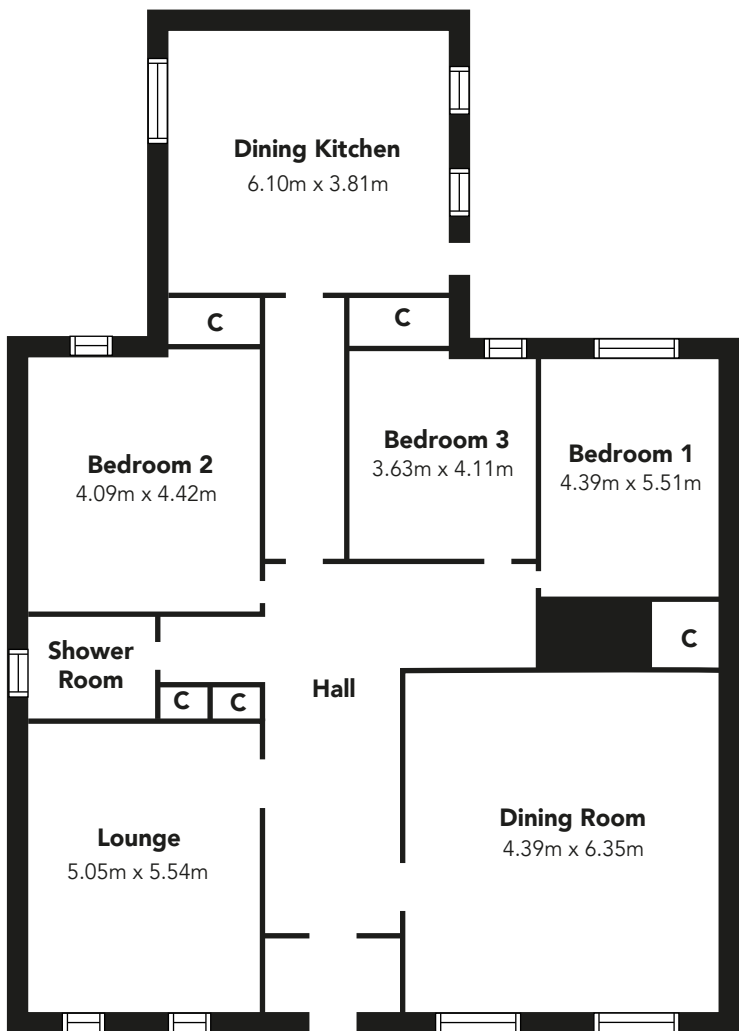 Dining Kitchen
6.10m x 3.81m
C
C
Bedroom 2
4.09m x 4.42m
Bedroom 3
3.63m x 4.11m
Bedroom 1
4.39m x 5.51m
Shower
Room
C
C
C
Hall
Lounge
5.05m x 5.54m
Dining Room
4.39m x 6.35m